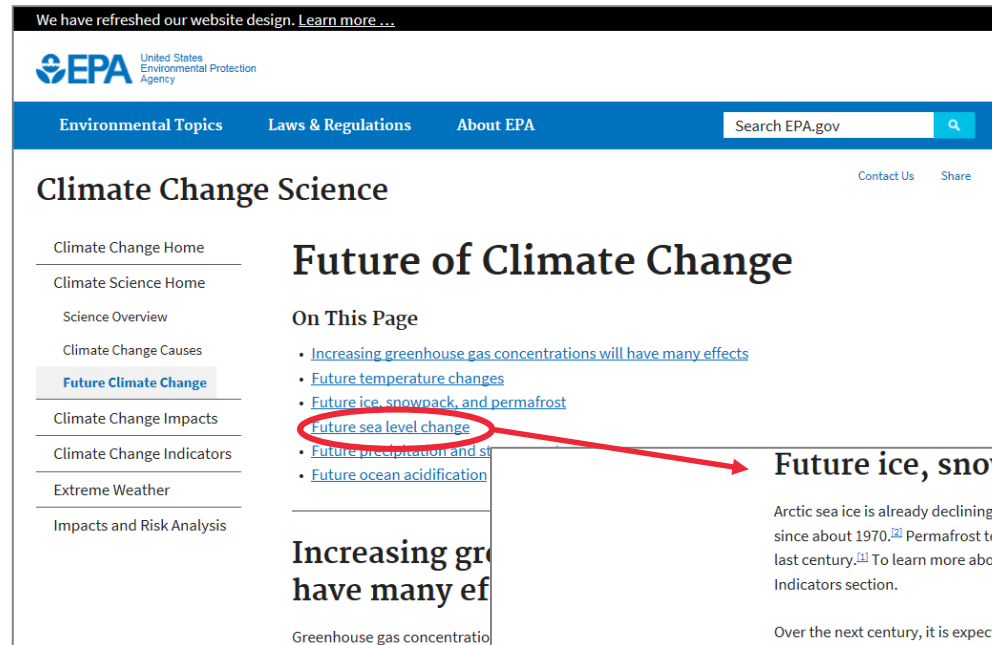 We have refreshed our website design. Learn more …
EPA
United States
Environmental Protection
Agency
Environmental Topics
Laws & Regulations
About EPA
Search EPA.gov
Climate Change Science
Contact Us
Share
Climate Change Home
Climate Science Home
Science Overview
Climate Change Causes
Future Climate Change
Climate Change Impacts
Climate Change Indicators
Extreme Weather
Impacts and Risk Analysis
Future of Climate Change
On This Page
• Increasing greenhouse gas concentrations will have many effects
• Future temperature changes
• Future ice, snowpack, and permafrost
Future sea level change
• Future precipitation and st
• Future ocean acidification
Increasing gre
have many ef
Greenhouse gas concentratio
Future ice, sno
Arctic sea ice is already declining
since about 1970.[2] Permafrost te
last century.[1] To learn more abo
Indicators section.
Over the next century, it is expec